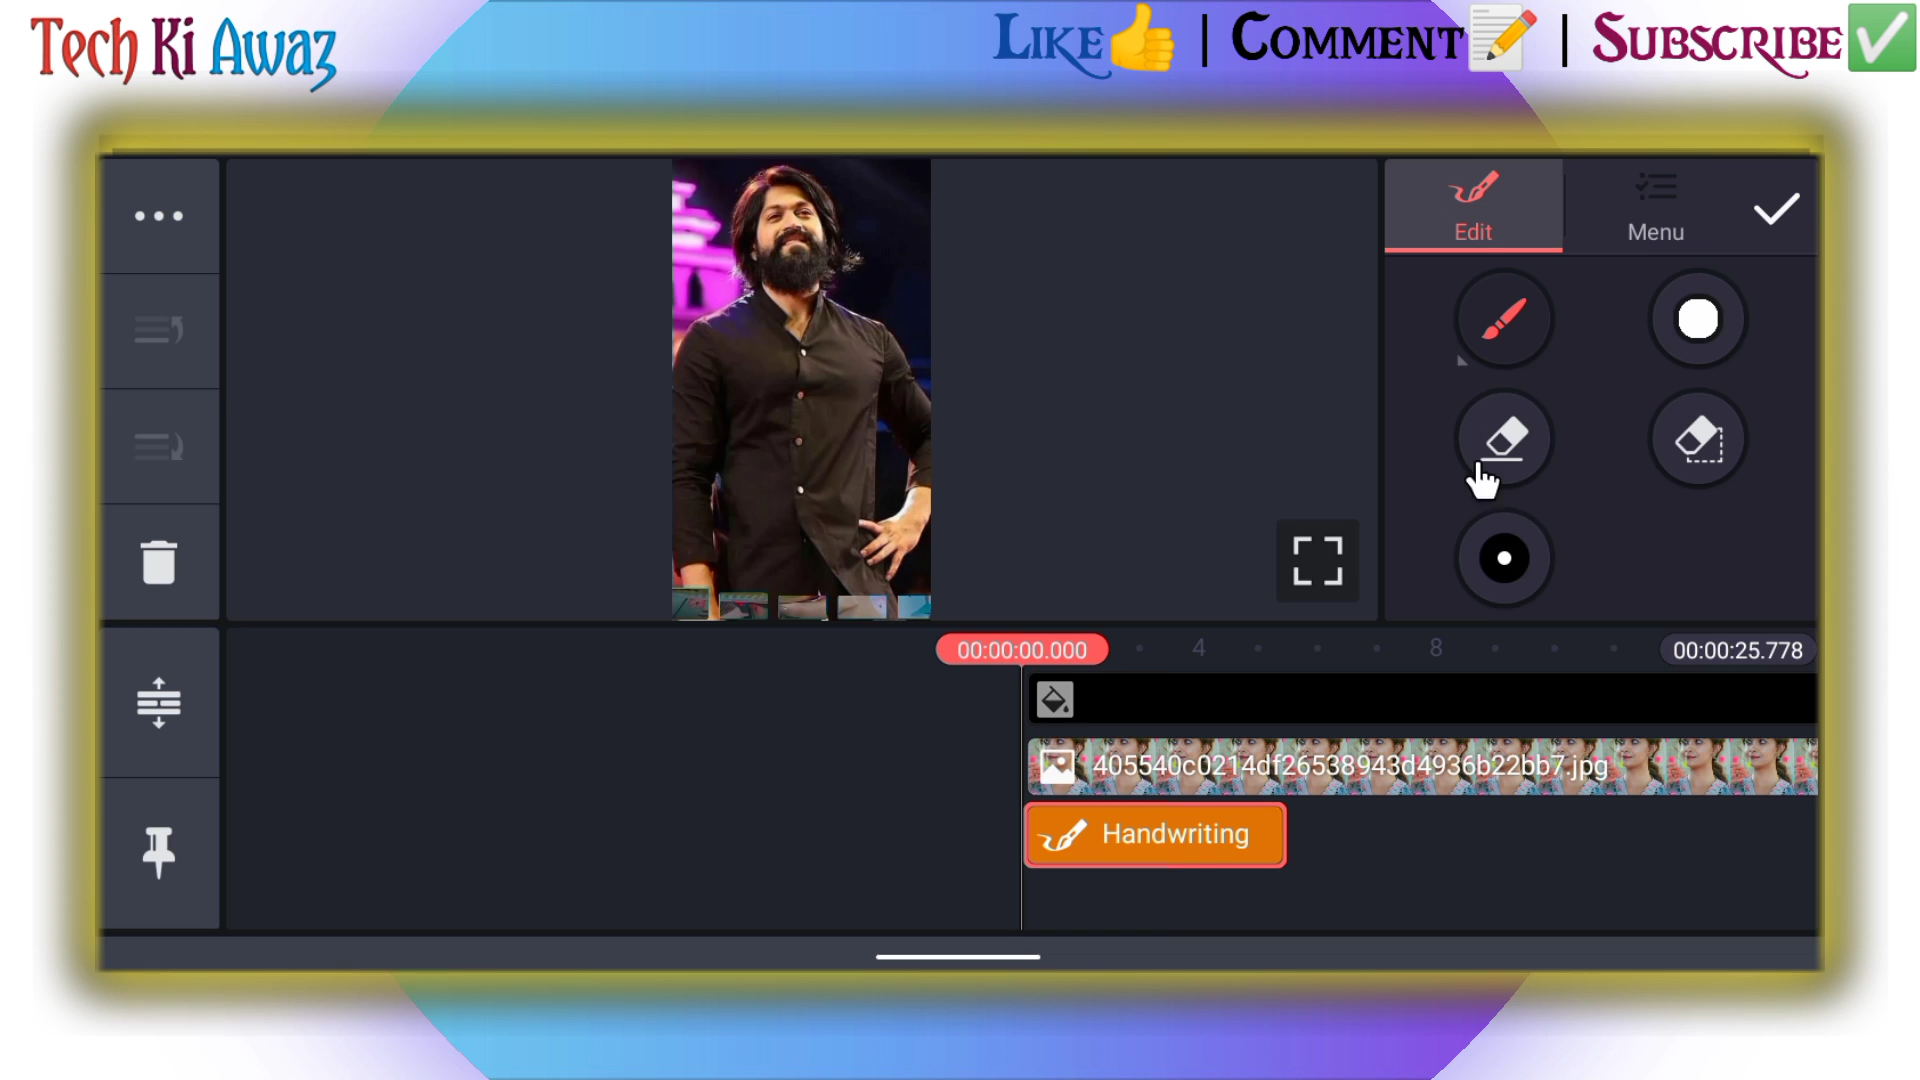 Tech Ki Awaz
Like | Comment | Subscribe
Edit
Menu
00:00:00.000
4
8
00:00:25.778
405540c0214df26538943d4936b22bb7.jpg
Handwriting